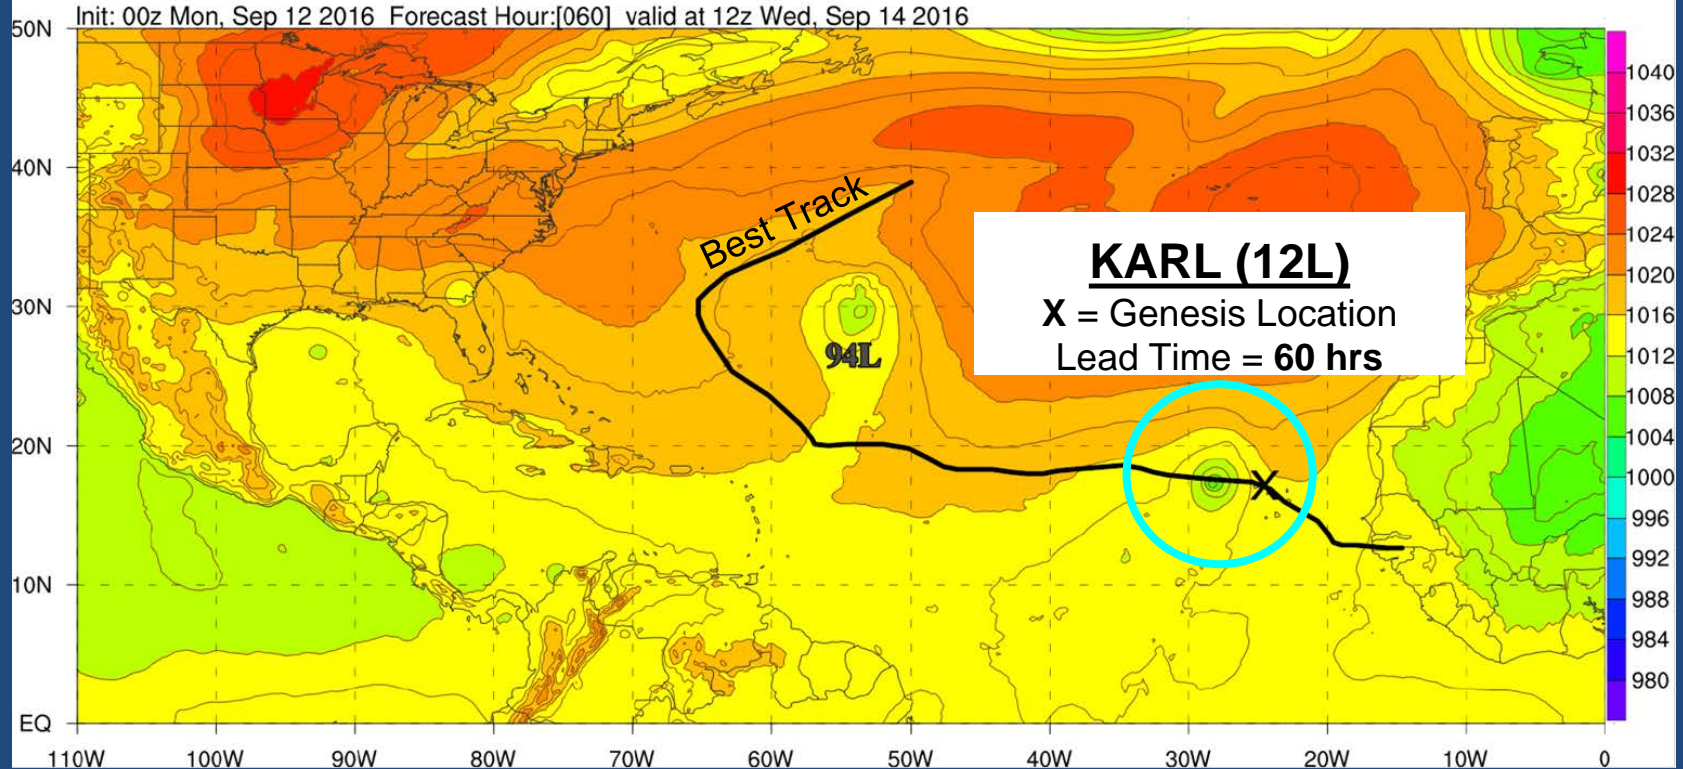 Init: 00z Mon, Sep 12 2016 Forecast Hour:[060] valid at 12z Wed, Sep 14 2016
50N
40N
30N
20N
10N
EQ
110W 100W 90W 80W 70W 60W 50W 40W 30W 20W 10W 0
Best Track
94L
KARL (12L)
X = Genesis Location
Lead Time = 60 hrs
X
1040
1036
1032
1028
1024
1020
1016
1012
1008
1004
1000
996
992
988
984
980